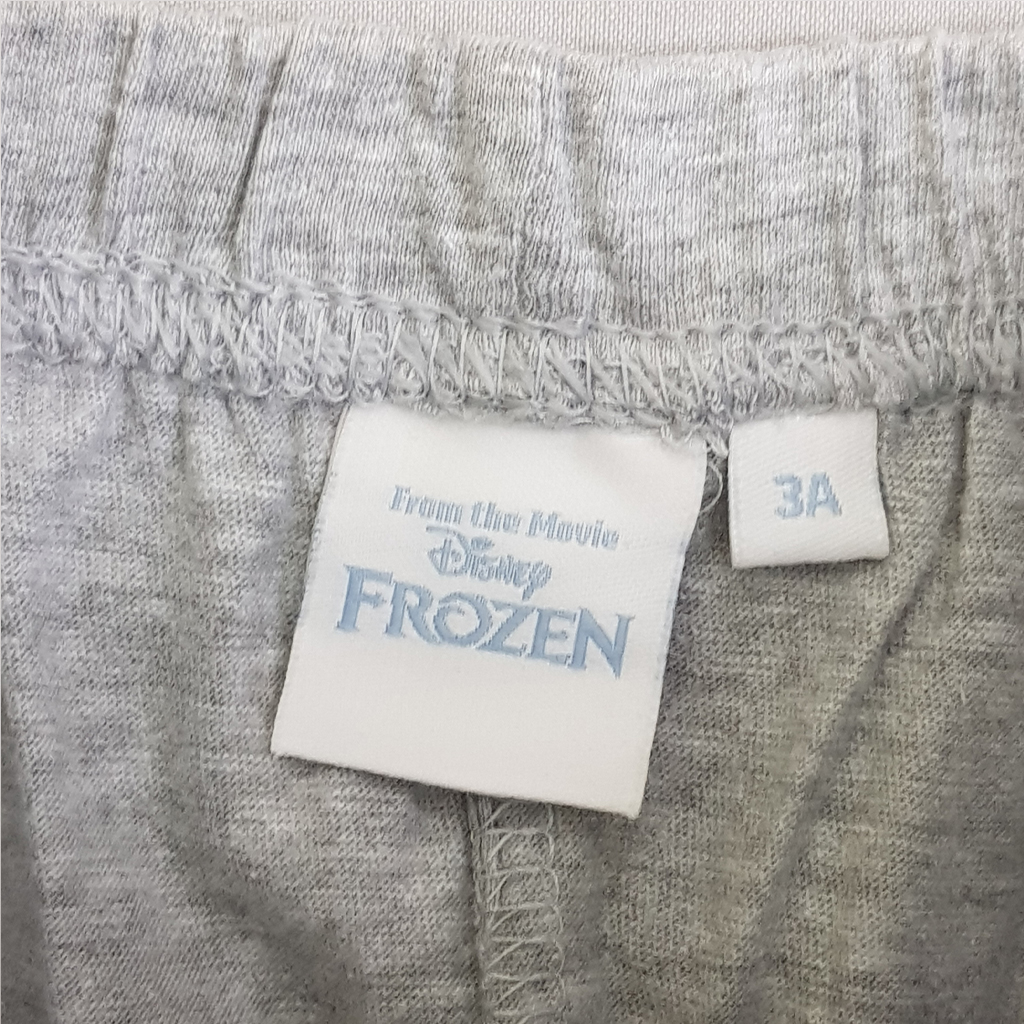 From the Movie
Disney
FROZEN
3A